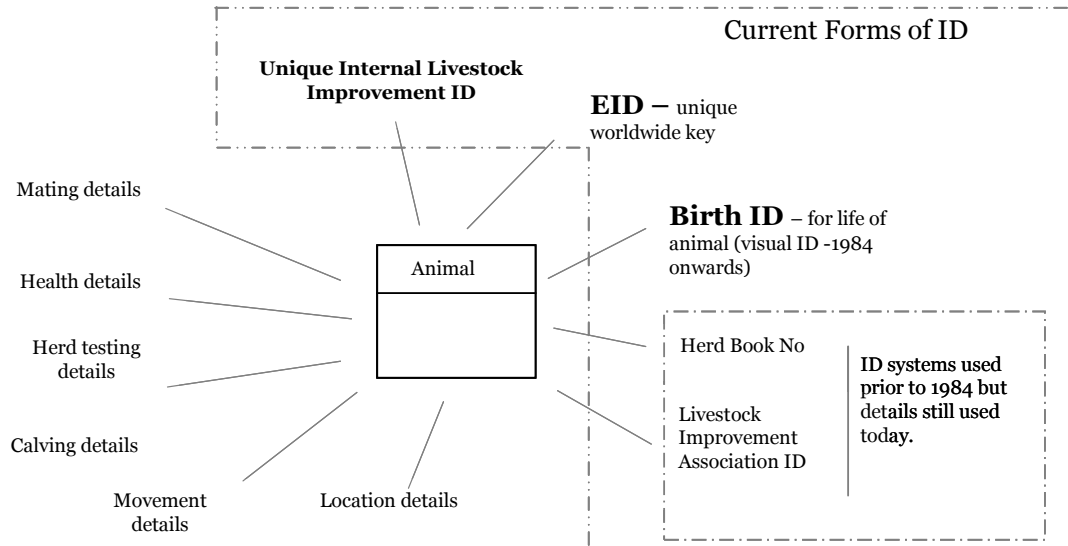 Current Forms of ID
Unique Internal Livestock
Improvement ID
EID – unique
worldwide key
Mating details
Birth ID – for life of
animal (visual ID -1984
onwards)
Animal
Health details
Herd testing
details
Herd Book No
ID systems used
prior to 1984 but
details still used
today.
Livestock
Improvement
Association ID
Calving details
Movement
details
Location details